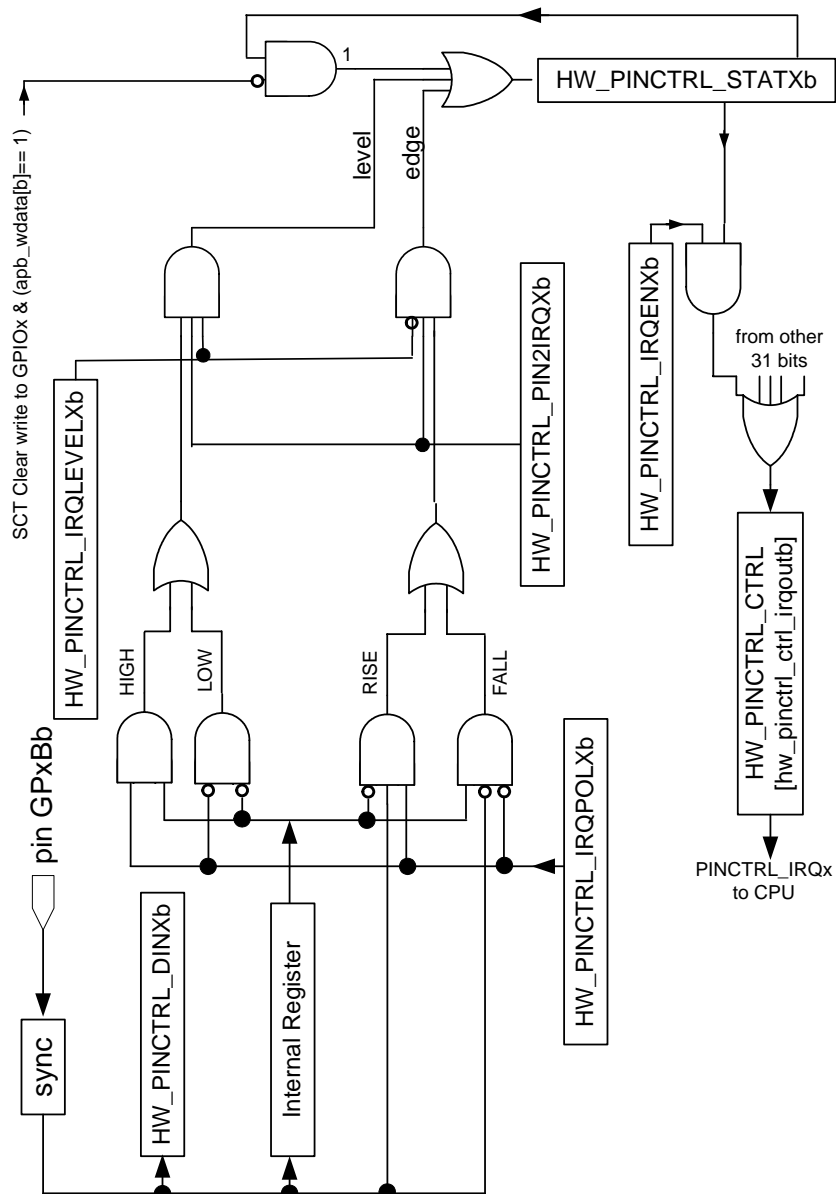 SCT Clear write to GPIOx & (apb_wdata[b]== 1)
1
HW_PINCTRL_STATXb
level
edge
HW_PINCTRL_IRQENXb
from other
31 bits
HW_PINCTRL_IRQLEVELXb
HW_PINCTRL_PIN2IRQXb
HIGH
LOW
RISE
FALL
HW_PINCTRL_CTRL
[hw_pinctrl_ctrl_irqoutb]
pin GPxBb
HW_PINCTRL_IRQPOLXb
PINCTRL_IRQx
to CPU
HW_PINCTRL_DINXb
Internal Register
sync